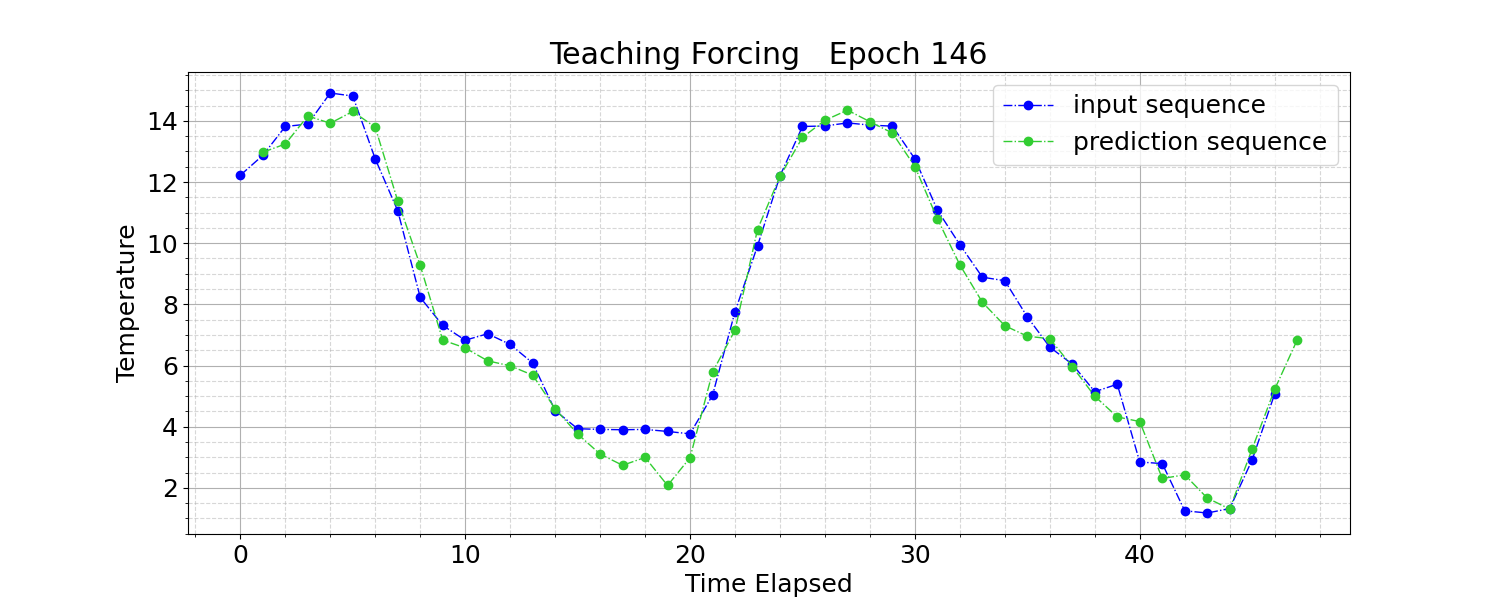 Teaching Forcing   Epoch 146
input sequence
prediction sequence
Temperature
14
12
10
8
6
4
2
0 10 20 30 40
Time Elapsed